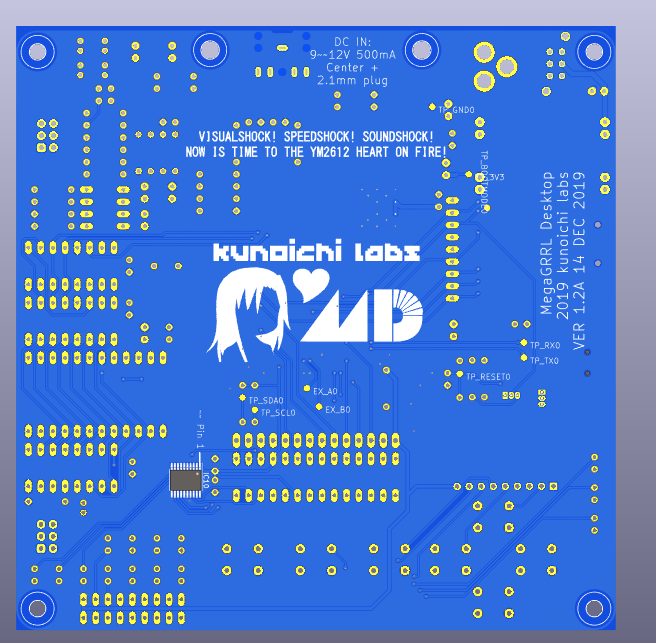 DC IN:
9~~12V 500mA
Center +
2.1mm plug
TP_GND0
VISUALSHOCK! SPEEDSHOCK! SOUNDSHOCK!
NOW IS TIME TO THE YM2612 HEART ON FIRE!
3V3
MegaGRRL Desktop
2019 kunoichi labs
VER 1.2A 14 DEC 2019
kunoichi labs
MD
TP_RX0
TP_TX0
TP_RESET0
EX_A0
EX_B0
TP_SDA0
TP_SCL0
~ Pin 1
IC10